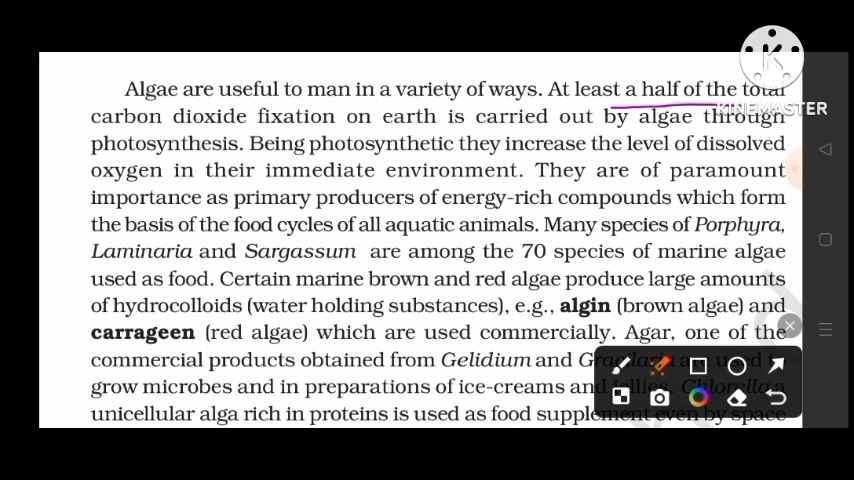 Algae are useful to man in a variety of ways. At least a half of the total
KINEMASTER
carbon dioxide fixation on earth is carried out by algae through
photosynthesis. Being photosynthetic they increase the level of dissolved
oxygen in their immediate environment. They are of paramount
importance as primary producers of energy-rich compounds which form
the basis of the food cycles of all aquatic animals. Many species of Porphyra,
Laminaria and Sargassum are among the 70 species of marine algae
used as food. Certain marine brown and red algae produce large amounts
of hydrocolloids (water holding substances), e.g., algin (brown algae) and
carrageen (red algae) which are used commercially. Agar, one of the
commercial products obtained from Gelidium and Gracilaria are used to
grow microbes and in preparations of ice-creams and jellies. Chlorella a
unicellular alga rich in proteins is used as food supplement even by space